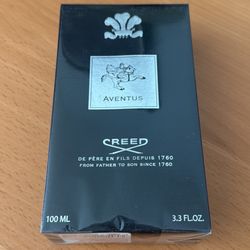 AVENTUS
CREED
DE PÈRE EN FILS DEPUIS 1760
FROM FATHER TO SON SINCE 1760
100 ML 3.3 FL.OZ.